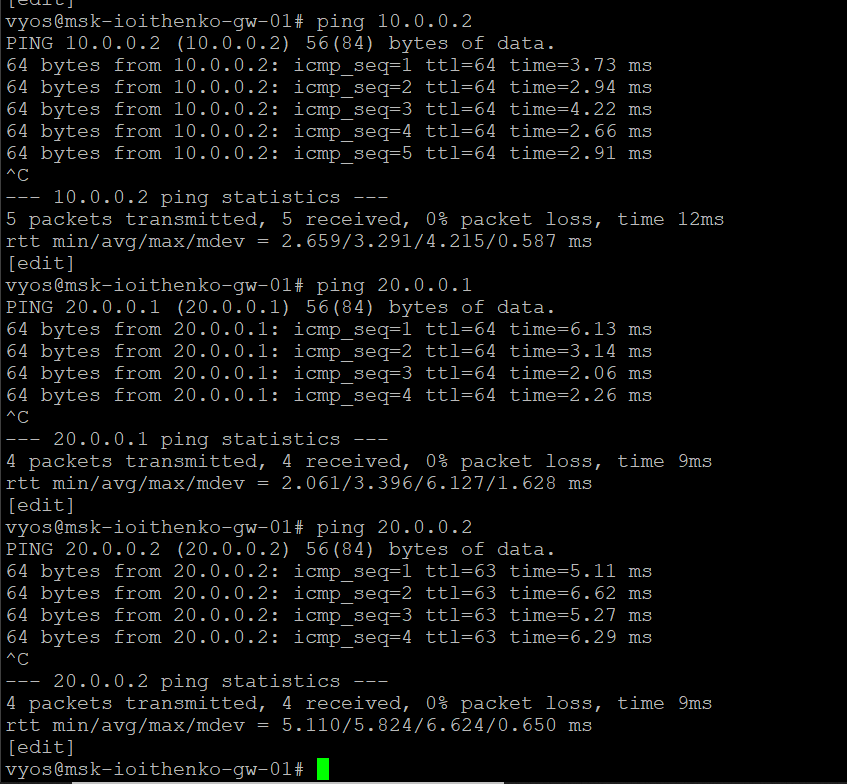 [edit]
vyos@msk-ioithenko-gw-01# ping 10.0.0.2
PING 10.0.0.2 (10.0.0.2) 56(84) bytes of data.
64 bytes from 10.0.0.2: icmp_seq=1 ttl=64 time=3.73 ms
64 bytes from 10.0.0.2: icmp_seq=2 ttl=64 time=2.94 ms
64 bytes from 10.0.0.2: icmp_seq=3 ttl=64 time=4.22 ms
64 bytes from 10.0.0.2: icmp_seq=4 ttl=64 time=2.66 ms
64 bytes from 10.0.0.2: icmp_seq=5 ttl=64 time=2.91 ms
^C
--- 10.0.0.2 ping statistics ---
5 packets transmitted, 5 received, 0% packet loss, time 12ms
rtt min/avg/max/mdev = 2.659/3.291/4.215/0.587 ms
[edit]
vyos@msk-ioithenko-gw-01# ping 20.0.0.1
PING 20.0.0.1 (20.0.0.1) 56(84) bytes of data.
64 bytes from 20.0.0.1: icmp_seq=1 ttl=64 time=6.13 ms
64 bytes from 20.0.0.1: icmp_seq=2 ttl=64 time=3.14 ms
64 bytes from 20.0.0.1: icmp_seq=3 ttl=64 time=2.06 ms
64 bytes from 20.0.0.1: icmp_seq=4 ttl=64 time=2.26 ms
^C
--- 20.0.0.1 ping statistics ---
4 packets transmitted, 4 received, 0% packet loss, time 9ms
rtt min/avg/max/mdev = 2.061/3.396/6.127/1.628 ms
[edit]
vyos@msk-ioithenko-gw-01# ping 20.0.0.2
PING 20.0.0.2 (20.0.0.2) 56(84) bytes of data.
64 bytes from 20.0.0.2: icmp_seq=1 ttl=63 time=5.11 ms
64 bytes from 20.0.0.2: icmp_seq=2 ttl=63 time=6.62 ms
64 bytes from 20.0.0.2: icmp_seq=3 ttl=63 time=5.27 ms
64 bytes from 20.0.0.2: icmp_seq=4 ttl=63 time=6.29 ms
^C
--- 20.0.0.2 ping statistics ---
4 packets transmitted, 4 received, 0% packet loss, time 9ms
rtt min/avg/max/mdev = 5.110/5.824/6.624/0.650 ms
[edit]
vyos@msk-ioithenko-gw-01#